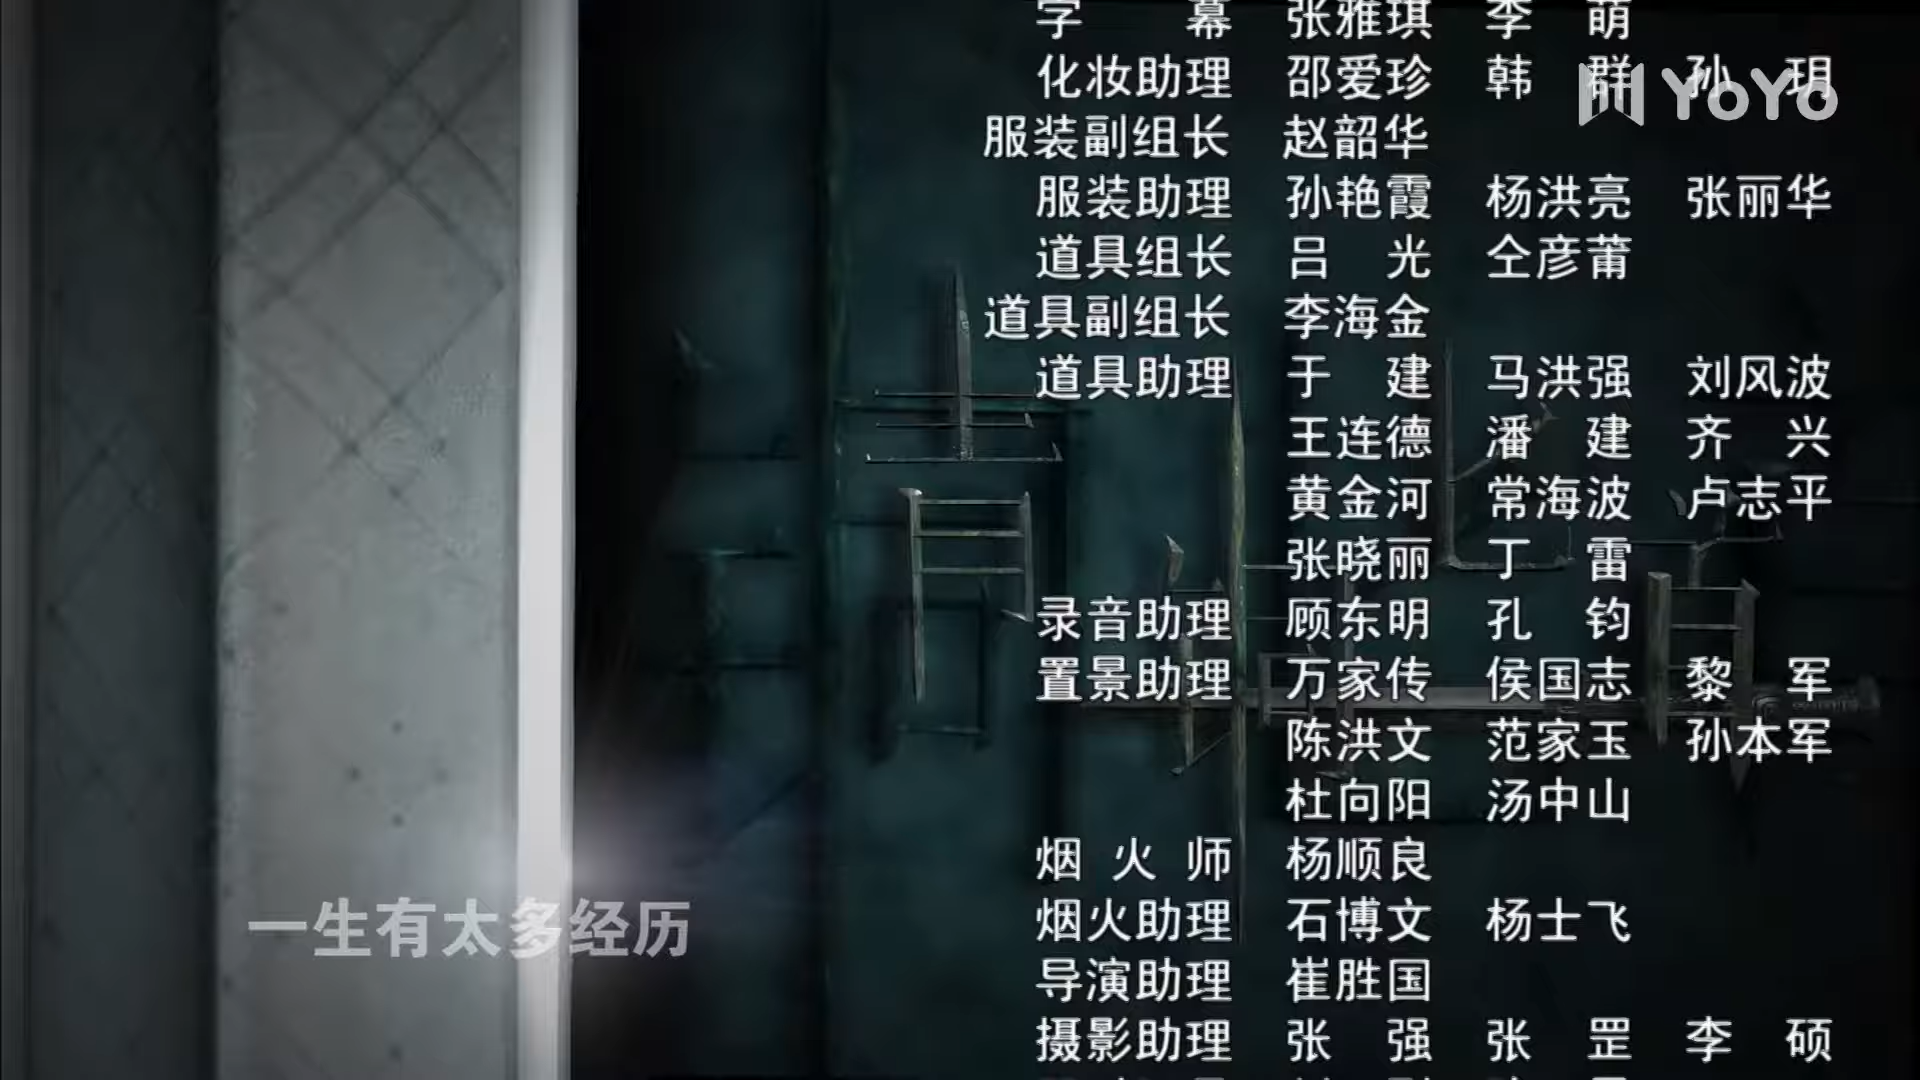 字幕 张雅琪 李萌
化妆助理 邵爱珍 韩群 孙玥
YOYO
服装副组长 赵韶华
服装助理 孙艳霞 杨洪亮 张丽华
道具组长 吕光 仝彦莆
道具副组长 李海金
道具助理 于建 马洪强 刘风波
王连德 潘建 齐兴
黄金河 常海波 卢志平
张晓丽 丁雷
录音助理 顾东明 孔钧
置景助理 万家传 侯国志 黎军
陈洪文 范家玉 孙本军
杜向阳 汤中山
烟火师 杨顺良
烟火助理 石博文 杨士飞
一生有太多经历
导演助理 崔胜国
摄影助理 张强 张罡 李硕